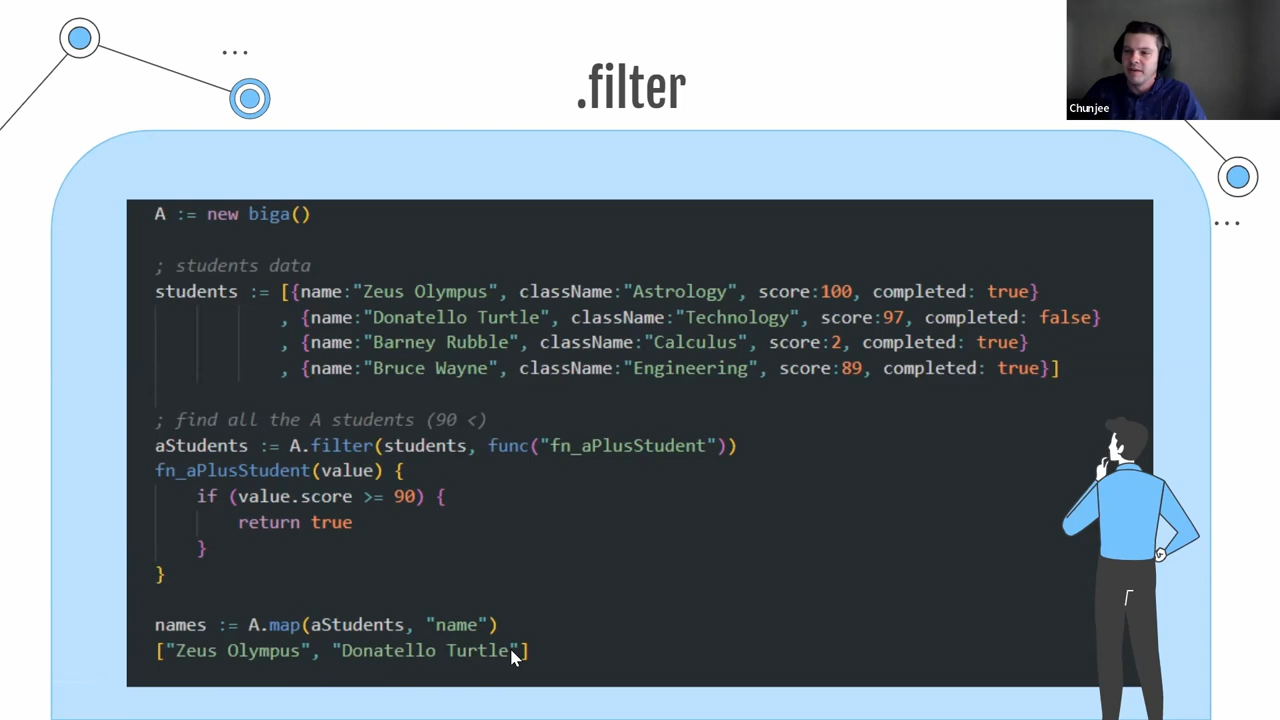 .filter
Chunjee
A := new biga()
; students data
students := [{name:"Zeus Olympus", className:"Astrology", score:100, completed: true}
, {name:"Donatello Turtle", className:"Technology", score:97, completed: false}
, {name:"Barney Rubble", className:"Calculus", score:2, completed: true}
, {name:"Bruce Wayne", className:"Engineering", score:89, completed: true}]
; find all the A students (90 <)
aStudents := A.filter(students, func("fn_aPlusStudent"))
fn_aPlusStudent(value) {
if (value.score >= 90) {
return true
}
}
names := A.map(aStudents, "name")
["Zeus Olympus", "Donatello Turtle"]